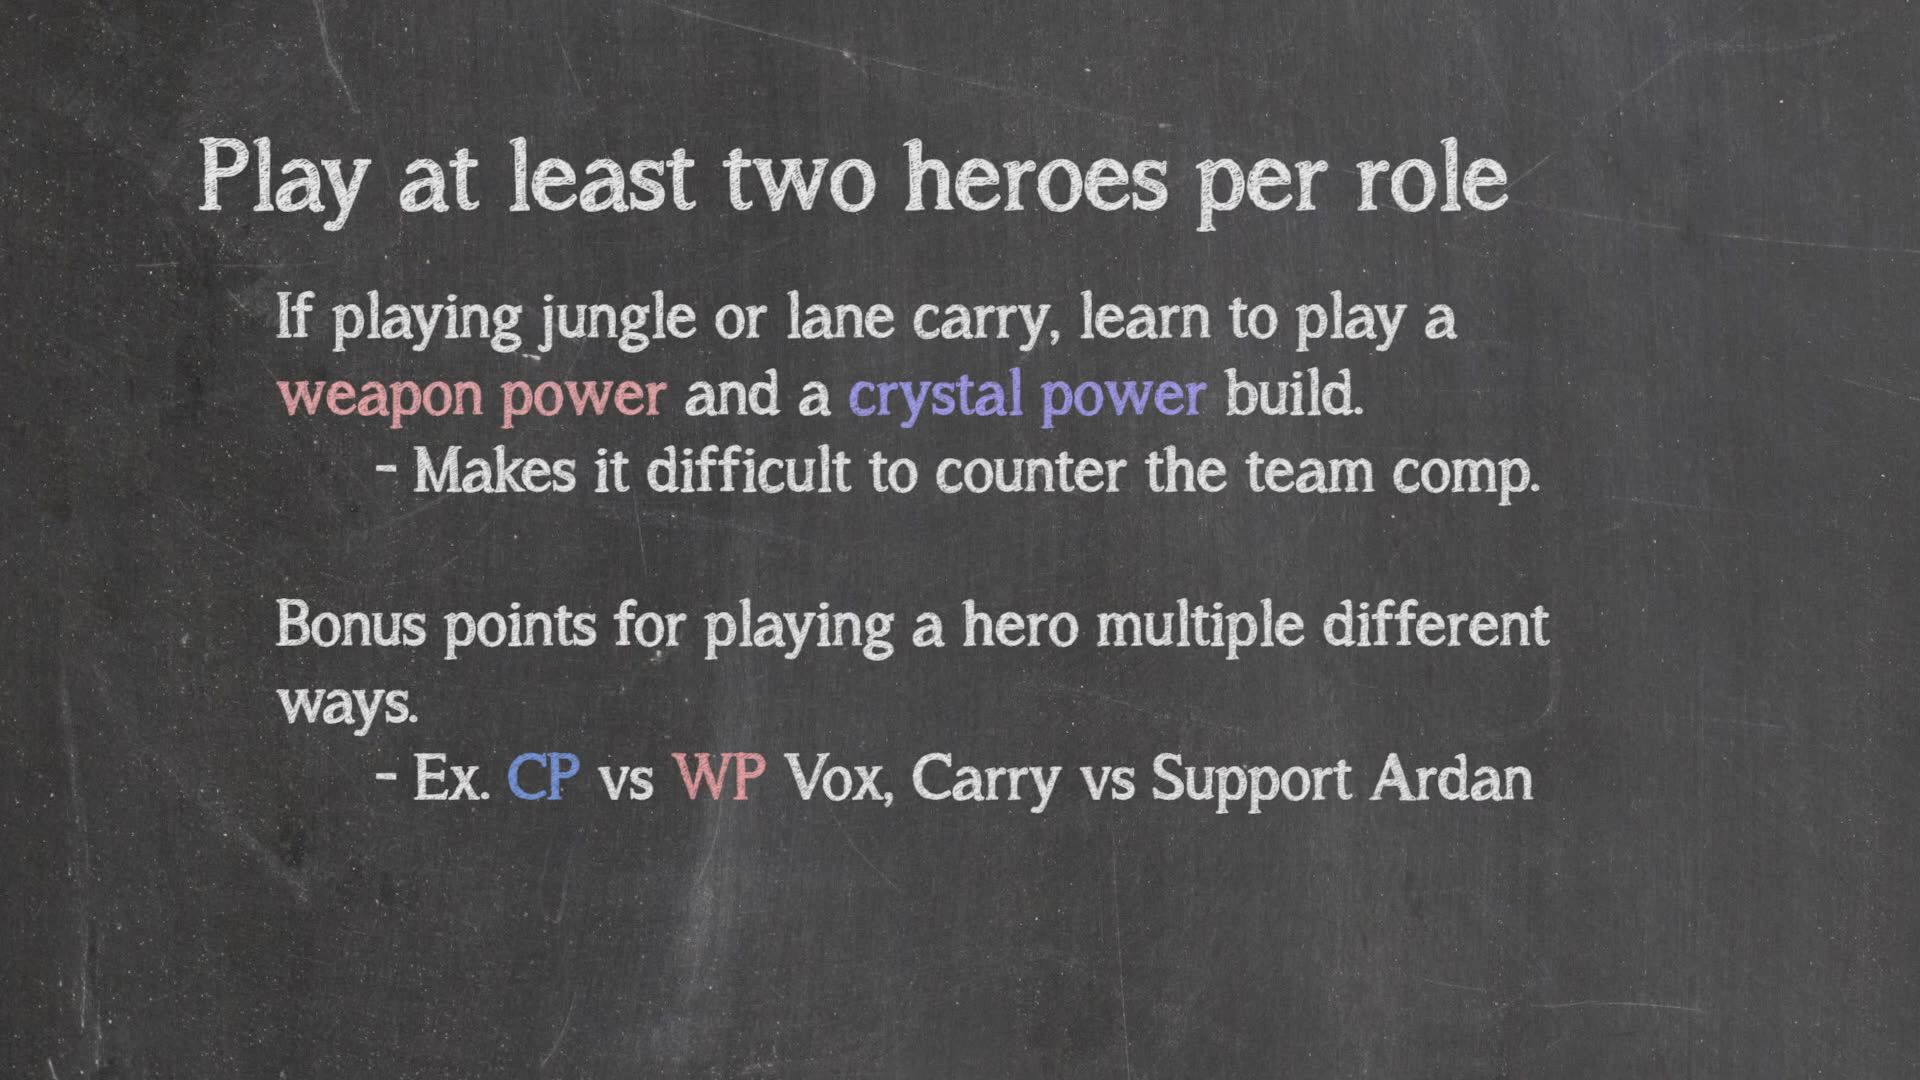 Play at least two heroes per role
If playing jungle or lane carry, learn to play a
weapon power and a crystal power build.
- Makes it difficult to counter the team comp.
Bonus points for playing a hero multiple different
ways.
- Ex. CP vs WP Vox, Carry vs Support Ardan